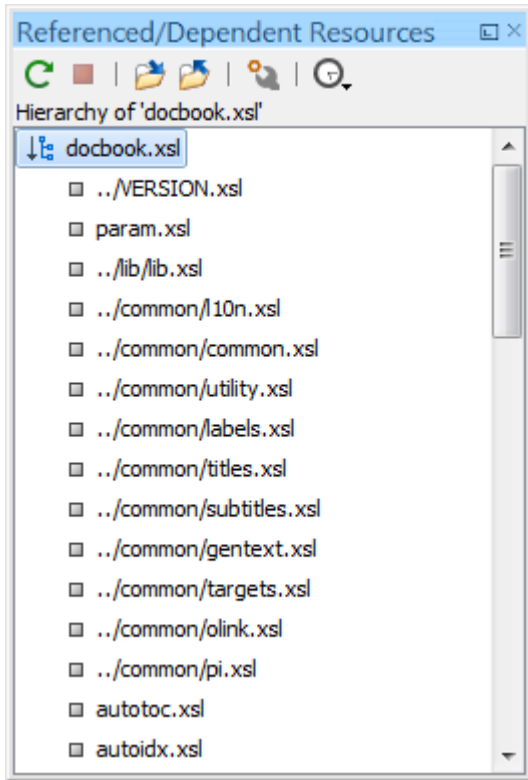 Referenced/Dependent Resources
Hierarchy of 'docbook.xsl'
docbook.xsl
../VERSION.xsl
param.xsl
../lib/lib.xsl
../common/l10n.xsl
../common/common.xsl
../common/utility.xsl
../common/labels.xsl
../common/titles.xsl
../common/subtitles.xsl
../common/gentext.xsl
../common/targets.xsl
../common/olink.xsl
../common/pi.xsl
autotoc.xsl
autoidx.xsl